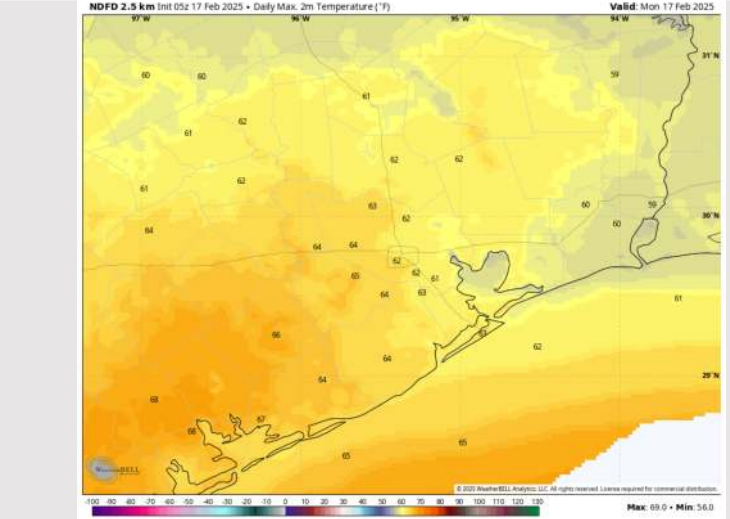 NDFD 2.5 km Init 05z 17 Feb 2025 • Daily Max. 2m Temperature (°F)
Valid: Mon 17 Feb 2025
97°W 96°W 95°W 94°W
31°N
60 60 59
61
62
61
62 62
61 62
63 60 59
62 30°N
64 60
64 64
62
65 62 61
64 63
61
66
62
64
64 29°N
68
67
68
65
65
WeatherBELL
© 2025 WeatherBELL Analytics, LLC. All rights reserved. License required for commercial distribution.
-100 -90 -80 -70 -60 -50 -40 -30 -20 -10 0 10 20 30 40 50 60 70 80 90 100 110 120 130
Max: 69.0 • Min: 56.0